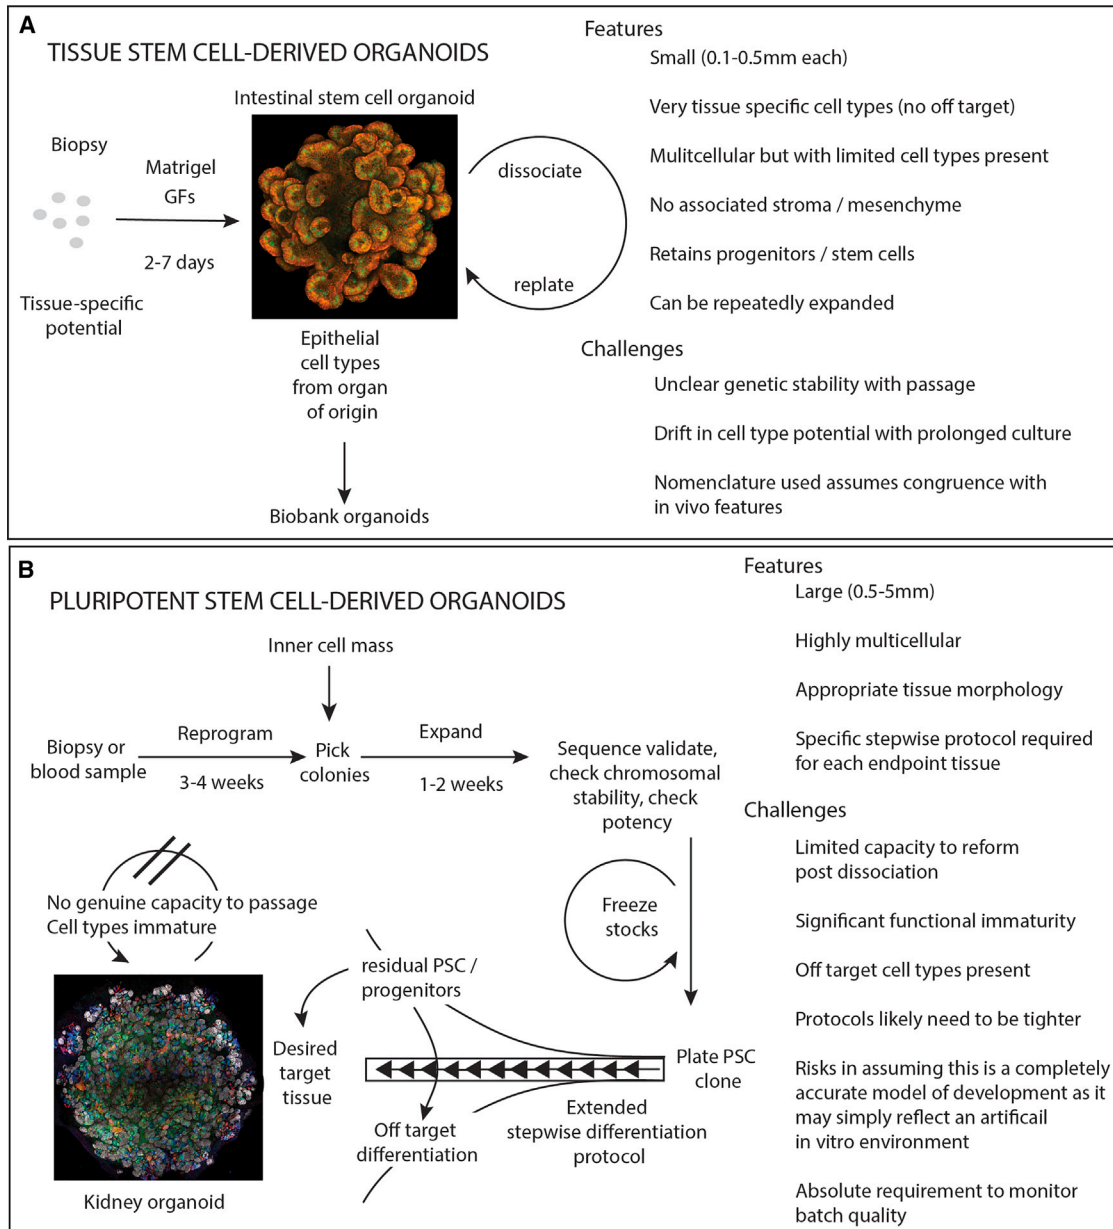 A
TISSUE STEM CELL-DERIVED ORGANOIDS
Biopsy
Matrigel
GFs
2-7 days
Tissue-specific
potential
Intestinal stem cell organoid
Epithelial
cell types
from organ
of origin
Biobank organoids
dissociate
replate
Features
Small (0.1-0.5mm each)
Very tissue specific cell types (no off target)
Mulitcellular but with limited cell types present
No associated stroma / mesenchyme
Retains progenitors / stem cells
Can be repeatedly expanded
Challenges
Unclear genetic stability with passage
Drift in cell type potential with prolonged culture
Nomenclature used assumes congruence with
in vivo features
B
PLURIPOTENT STEM CELL-DERIVED ORGANOIDS
Inner cell mass
Biopsy or
blood sample
Reprogram
3-4 weeks
Pick
colonies
Expand
1-2 weeks
Sequence validate,
check chromosomal
stability, check
potency
Freeze
stocks
Plate PSC
clone
Extended
stepwise differentiation
protocol
residual PSC /
progenitors
Desired
target
tissue
Off target
differentiation
No genuine capacity to passage
Cell types immature
Kidney organoid
Features
Large (0.5-5mm)
Highly multicellular
Appropriate tissue morphology
Specific stepwise protocol required
for each endpoint tissue
Challenges
Limited capacity to reform
post dissociation
Significant functional immaturity
Off target cell types present
Protocols likely need to be tighter
Risks in assuming this is a completely
accurate model of development as it
may simply reflect an artificail
in vitro environment
Absolute requirement to monitor
batch quality